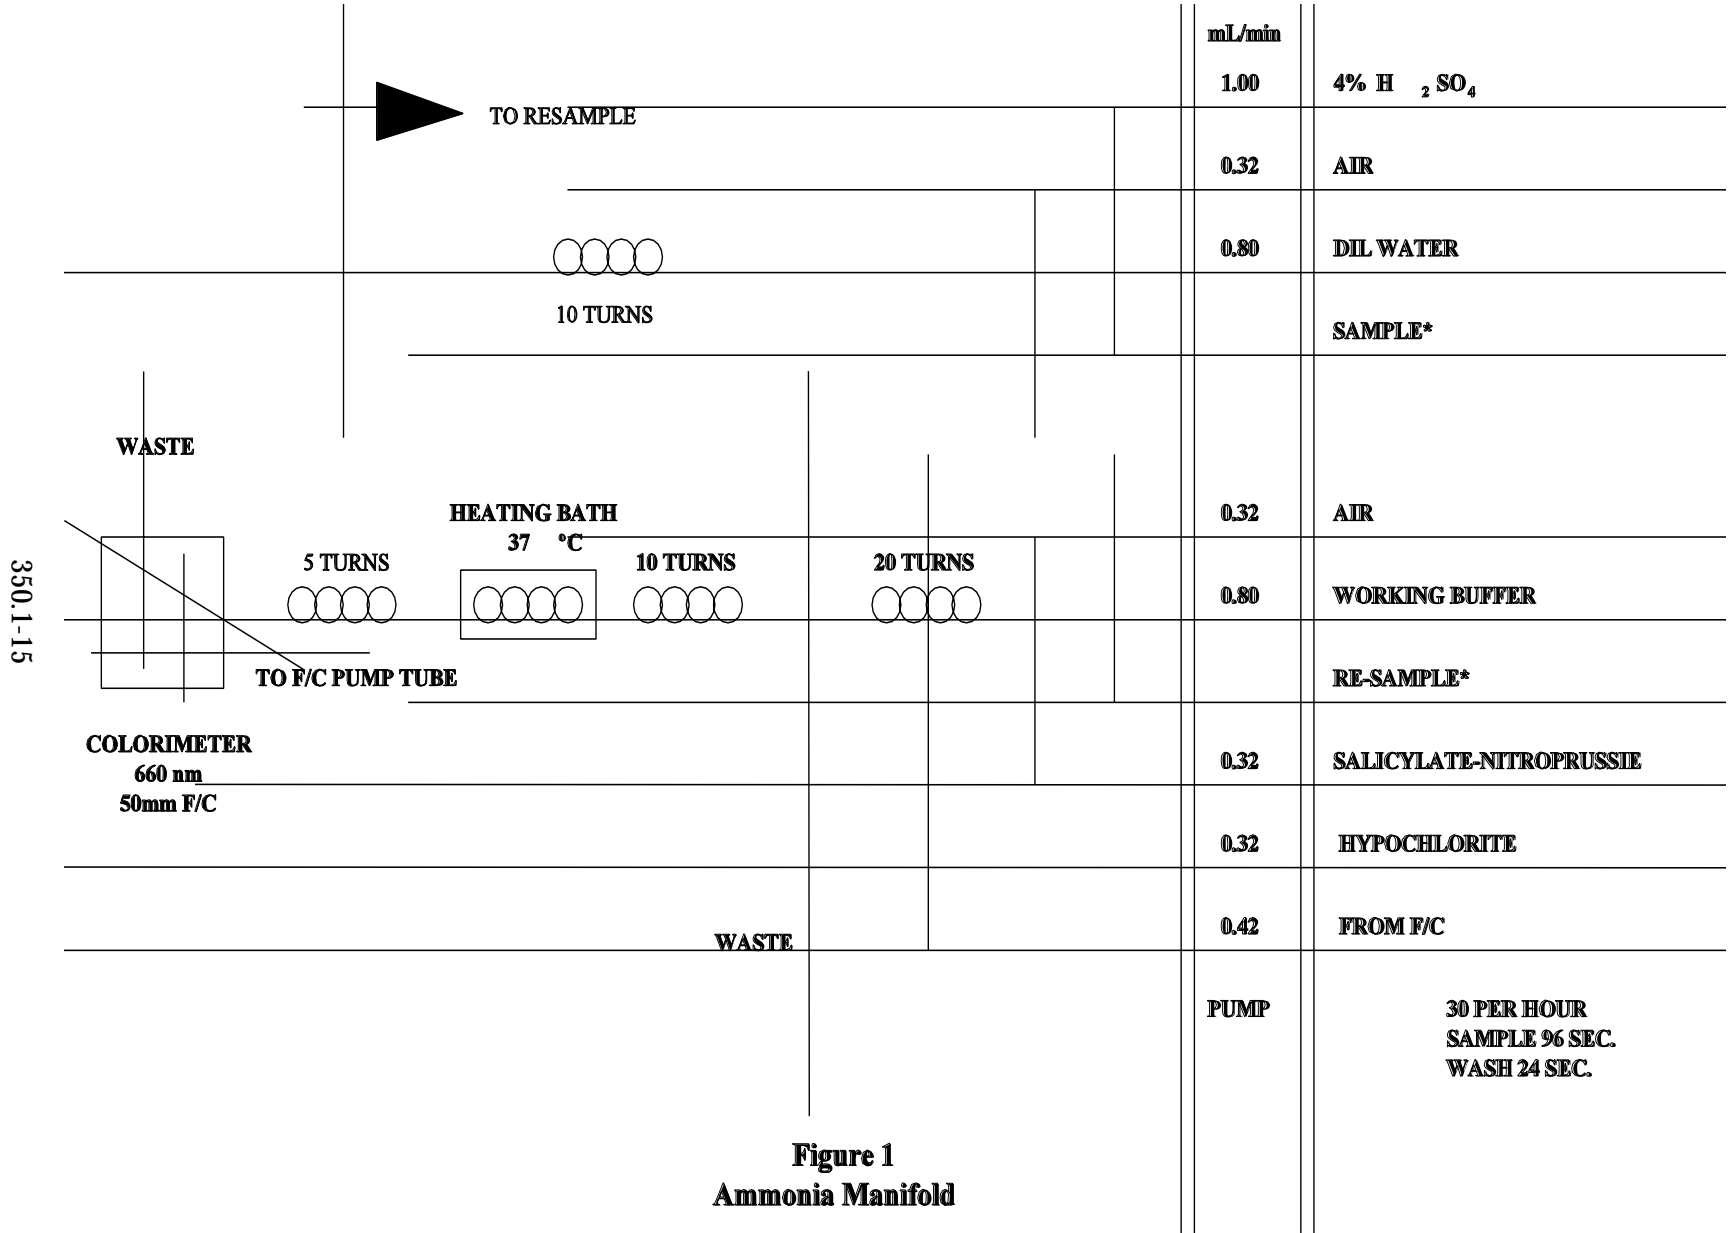 mL/min
1.00 4% H2SO4
TO RESAMPLE
0.32 AIR
0.80 DIL WATER
10 TURNS
SAMPLE*
WASTE
HEATING BATH
37 °C
0.32 AIR
5 TURNS
10 TURNS
20 TURNS
0.80 WORKING BUFFER
TO F/C PUMP TUBE
RE-SAMPLE*
COLORIMETER
660 nm
50mm F/C
0.32 SALICYLATE-NITROPRUSSIE
0.32 HYPOCHLORITE
0.42 FROM F/C
WASTE
PUMP
30 PER HOUR
SAMPLE 96 SEC.
WASH 24 SEC.
Figure 1
Ammonia Manifold
350.1-15